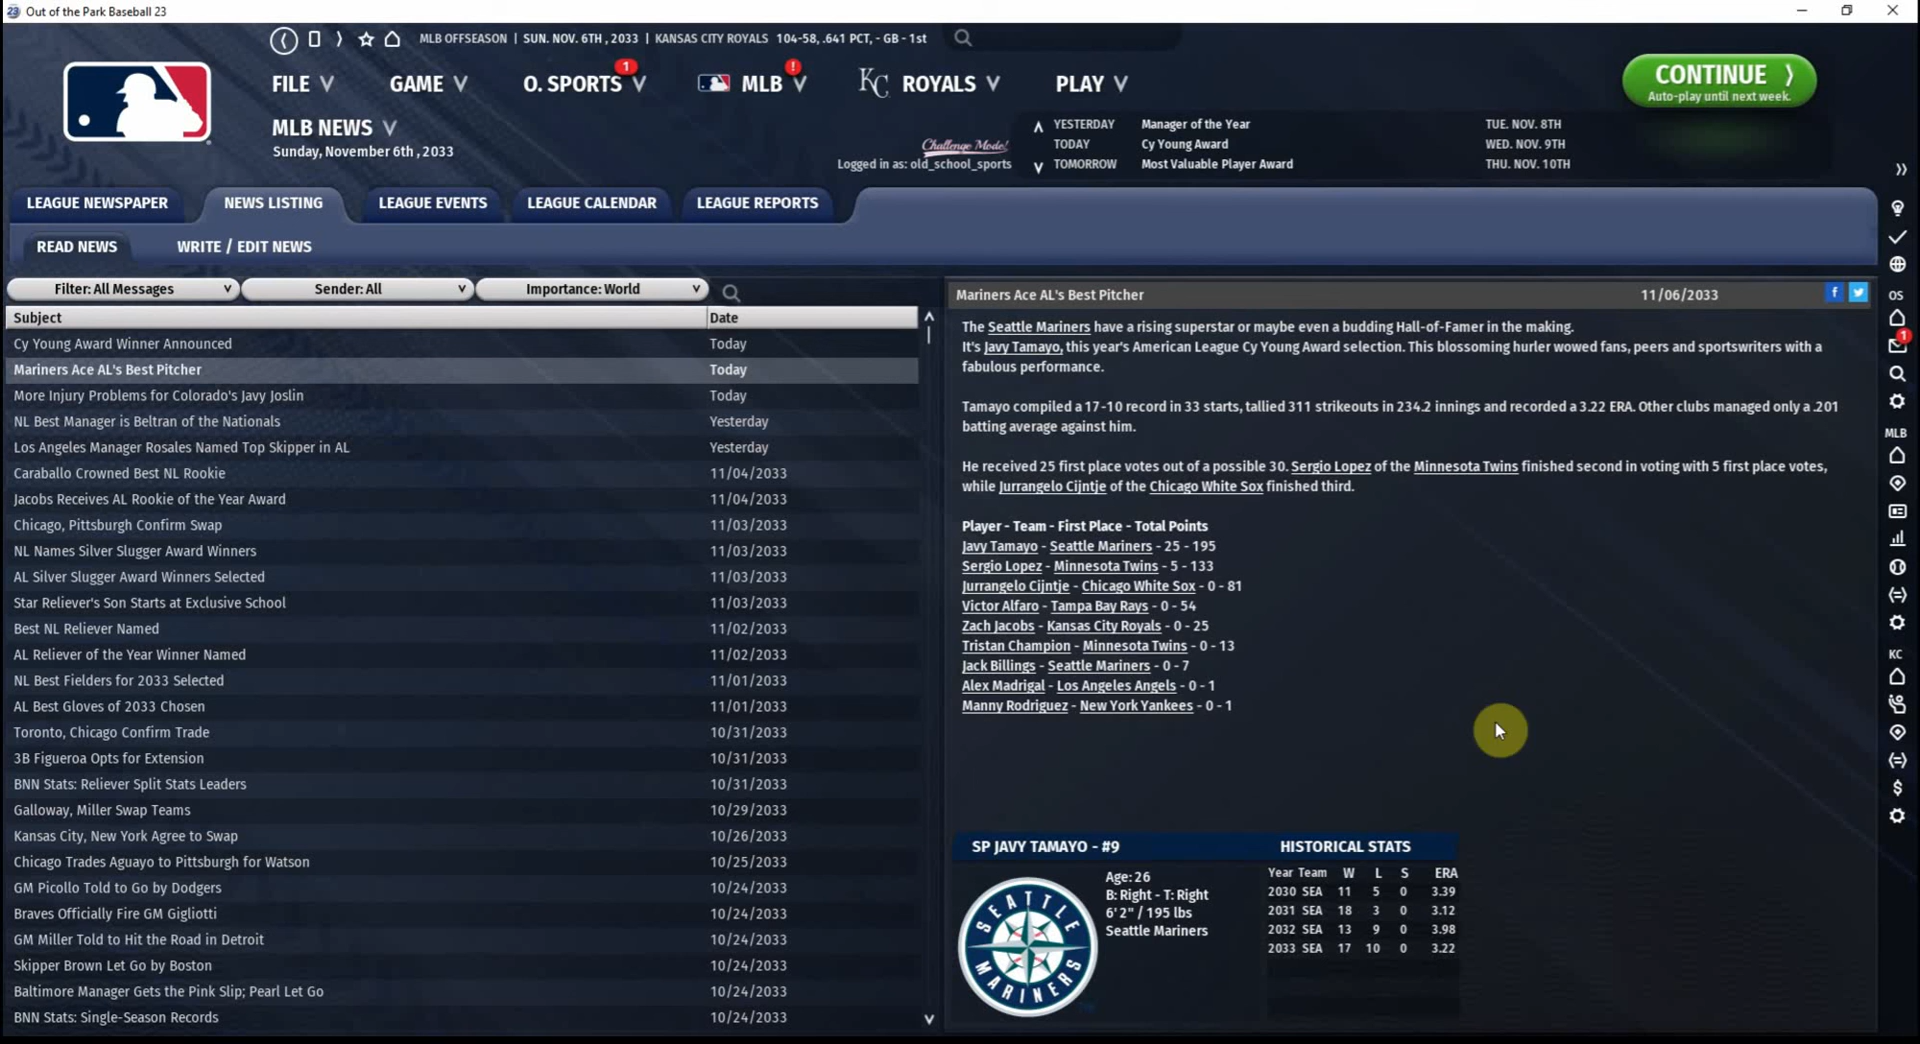 Out of the Park Baseball 23
MLB OFFSEASON | SUN. NOV. 6TH , 2033 | KANSAS CITY ROYALS 104-58, .641 PCT, - GB - 1st
FILE GAME O. SPORTS 1 MLB ! KC ROYALS PLAY
CONTINUE
Auto-play until next week.
MLB NEWS
Sunday, November 6th , 2033
Challenge Mode!
Logged in as: old_school_sports
YESTERDAY Manager of the Year TUE. NOV. 8TH
TODAY Cy Young Award WED. NOV. 9TH
TOMORROW Most Valuable Player Award THU. NOV. 10TH
LEAGUE NEWSPAPER NEWS LISTING LEAGUE EVENTS LEAGUE CALENDAR LEAGUE REPORTS
READ NEWS WRITE / EDIT NEWS
Filter: All Messages Sender: All Importance: World
Subject Date
Cy Young Award Winner Announced Today
Mariners Ace AL's Best Pitcher Today
More Injury Problems for Colorado's Javy Joslin Today
NL Best Manager is Beltran of the Nationals Yesterday
Los Angeles Manager Rosales Named Top Skipper in AL Yesterday
Caraballo Crowned Best NL Rookie 11/04/2033
Jacobs Receives AL Rookie of the Year Award 11/04/2033
Chicago, Pittsburgh Confirm Swap 11/03/2033
NL Names Silver Slugger Award Winners 11/03/2033
AL Silver Slugger Award Winners Selected 11/03/2033
Star Reliever's Son Starts at Exclusive School 11/03/2033
Best NL Reliever Named 11/02/2033
AL Reliever of the Year Winner Named 11/02/2033
NL Best Fielders for 2033 Selected 11/01/2033
AL Best Gloves of 2033 Chosen 11/01/2033
Toronto, Chicago Confirm Trade 10/31/2033
3B Figueroa Opts for Extension 10/31/2033
BNN Stats: Reliever Split Stats Leaders 10/31/2033
Galloway, Miller Swap Teams 10/29/2033
Kansas City, New York Agree to Swap 10/26/2033
Chicago Trades Aguayo to Pittsburgh for Watson 10/25/2033
GM Picollo Told to Go by Dodgers 10/24/2033
Braves Officially Fire GM Gigliotti 10/24/2033
GM Miller Told to Hit the Road in Detroit 10/24/2033
Skipper Brown Let Go by Boston 10/24/2033
Baltimore Manager Gets the Pink Slip; Pearl Let Go 10/24/2033
BNN Stats: Single-Season Records 10/24/2033
Mariners Ace AL's Best Pitcher 11/06/2033
The Seattle Mariners have a rising superstar or maybe even a budding Hall-of-Famer in the making.
It's Javy Tamayo, this year's American League Cy Young Award selection. This blossoming hurler wowed fans, peers and sportswriters with a
fabulous performance.
Tamayo compiled a 17-10 record in 33 starts, tallied 311 strikeouts in 234.2 innings and recorded a 3.22 ERA. Other clubs managed only a .201
batting average against him.
He received 25 first place votes out of a possible 30. Sergio Lopez of the Minnesota Twins finished second in voting with 5 first place votes,
while Jurrangelo Cijntje of the Chicago White Sox finished third.
Player - Team - First Place - Total Points
Javy Tamayo - Seattle Mariners - 25 - 195
Sergio Lopez - Minnesota Twins - 5 - 133
Jurrangelo Cijntje - Chicago White Sox - 0 - 81
Victor Alfaro - Tampa Bay Rays - 0 - 54
Zach Jacobs - Kansas City Royals - 0 - 25
Tristan Champion - Minnesota Twins - 0 - 13
Jack Billings - Seattle Mariners - 0 - 7
Alex Madrigal - Los Angeles Angels - 0 - 1
Manny Rodriguez - New York Yankees - 0 - 1
SP JAVY TAMAYO - #9
Age: 26
B: Right - T: Right
6' 2" / 195 lbs
Seattle Mariners
SEATTLE MARINERS
HISTORICAL STATS
Year Team W L S ERA
2030 SEA 11 5 0 3.39
2031 SEA 18 3 0 3.12
2032 SEA 13 9 0 3.98
2033 SEA 17 10 0 3.22
OS
1
MLB
KC